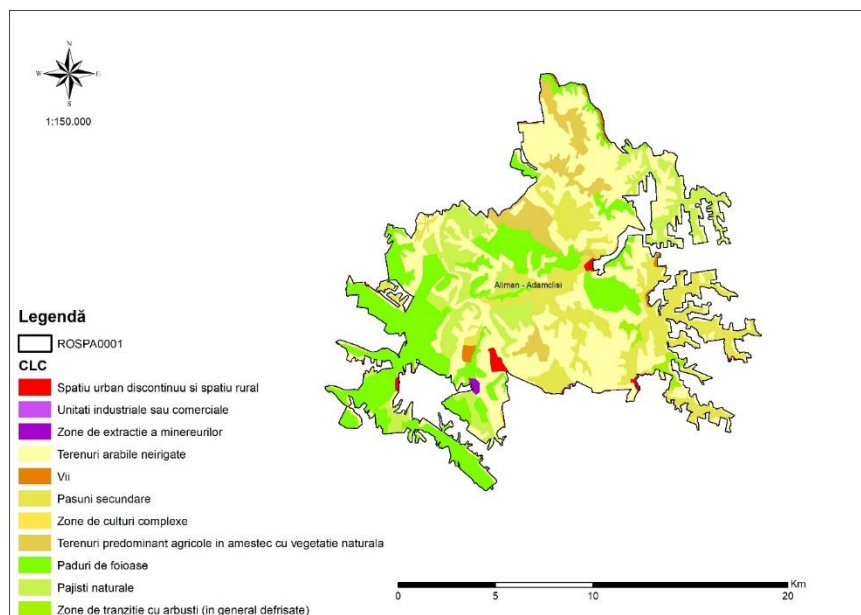 N
W E
S
1:150.000
Aliman - Adamclisi
Legendă
ROSPA0001
CLC
Spatiu urban discontinuu si spatiu rural
Unitati industriale sau comerciale
Zone de extractie a minereurilor
Terenuri arabile neirigate
Vii
Pasuni secundare
Zone de culturi complexe
Terenuri predominant agricole in amestec cu vegetatie naturala
Paduri de foioase
Pajisti naturale
Zone de tranzitie cu arbusti (in general defrisate)
Km
0 5 10 20